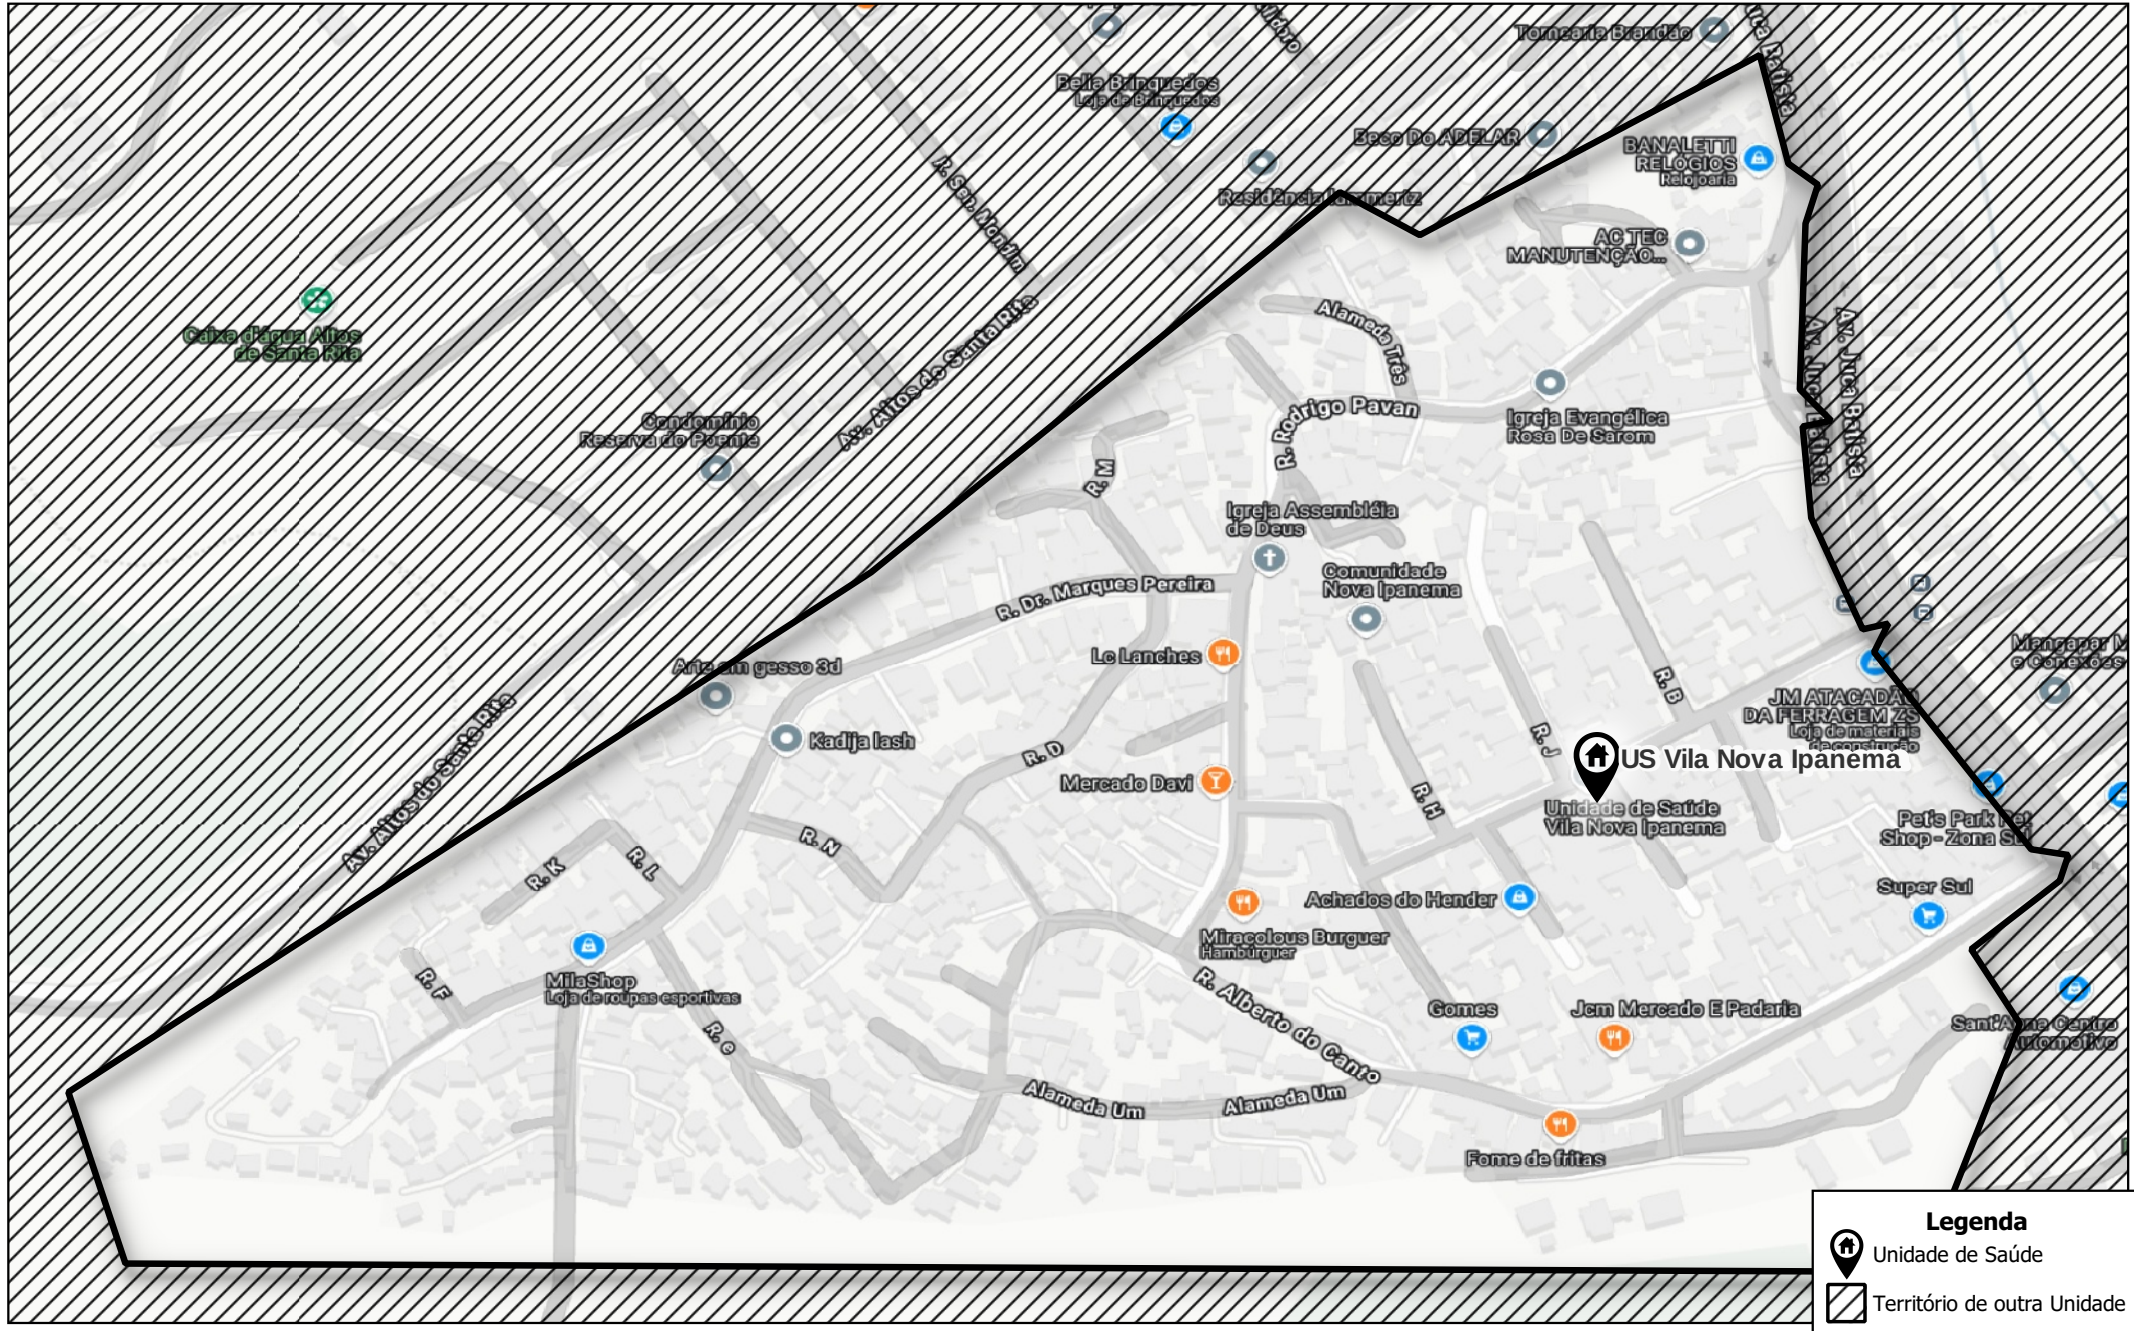 Tornearia Brandão
Bella Brinquedos
Loja de Brinquedos
Beco Do ADELAR
BANALETTI
RELÓGIOS
Relojoaria
R. Sen. Mondim
AC TEC
MANUTENÇÃO...
Caixa d'água Altos
de Santa Rita
Av. Altos do Santa Rita
Alameda Três
Av. Juca Batista
Av. Juca Batista
Condomínio
Reserva do Poente
R. Rodrigo Pavan
Igreja Evangélica
Rosa De Sarom
R. M
Igreja Assembléia
de Deus
Comunidade
Nova Ipanema
R. Dr. Marques Pereira
Lc Lanches
Arte em gesso 3d
R. B
JM ATACADÃO
DA FERRAGEM ZS
Loja de materiais
de construção
Kadija lash
R. D
R. J
US Vila Nova Ipanema
Mercado Davi
R. H
Unidade de Saúde
Vila Nova Ipanema
Av. Altos do Santa Rita
Pet's Park Pet
Shop - Zona Sul
R. N
R. L
R. K
Super Sul
Achados do Hender
Miracolous Burguer
Hambúrguer
MilaShop
Loja de roupas esportivas
R. F
R. Alberto do Canto
Gomes
Jcm Mercado E Padaria
Sant'Anna Centro
Automotivo
R. e
Alameda Um
Alameda Um
Fome de fritas
Legenda
Unidade de Saúde
Território de outra Unidade